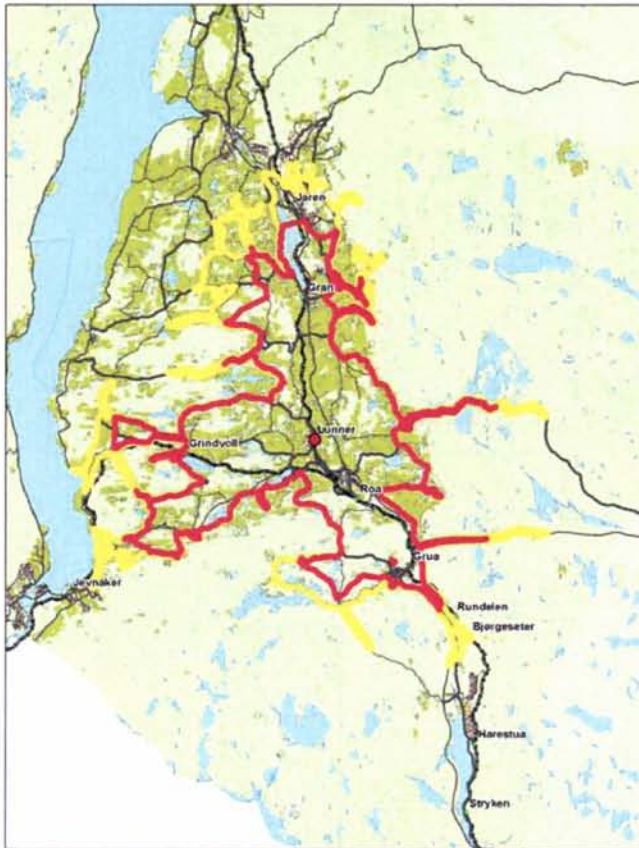 Jaren
Gran
Lunner
Grindvoll
Roa
Grua
Jevnaker
Rundelen
Bjørgeseter
Harestua
Stryken